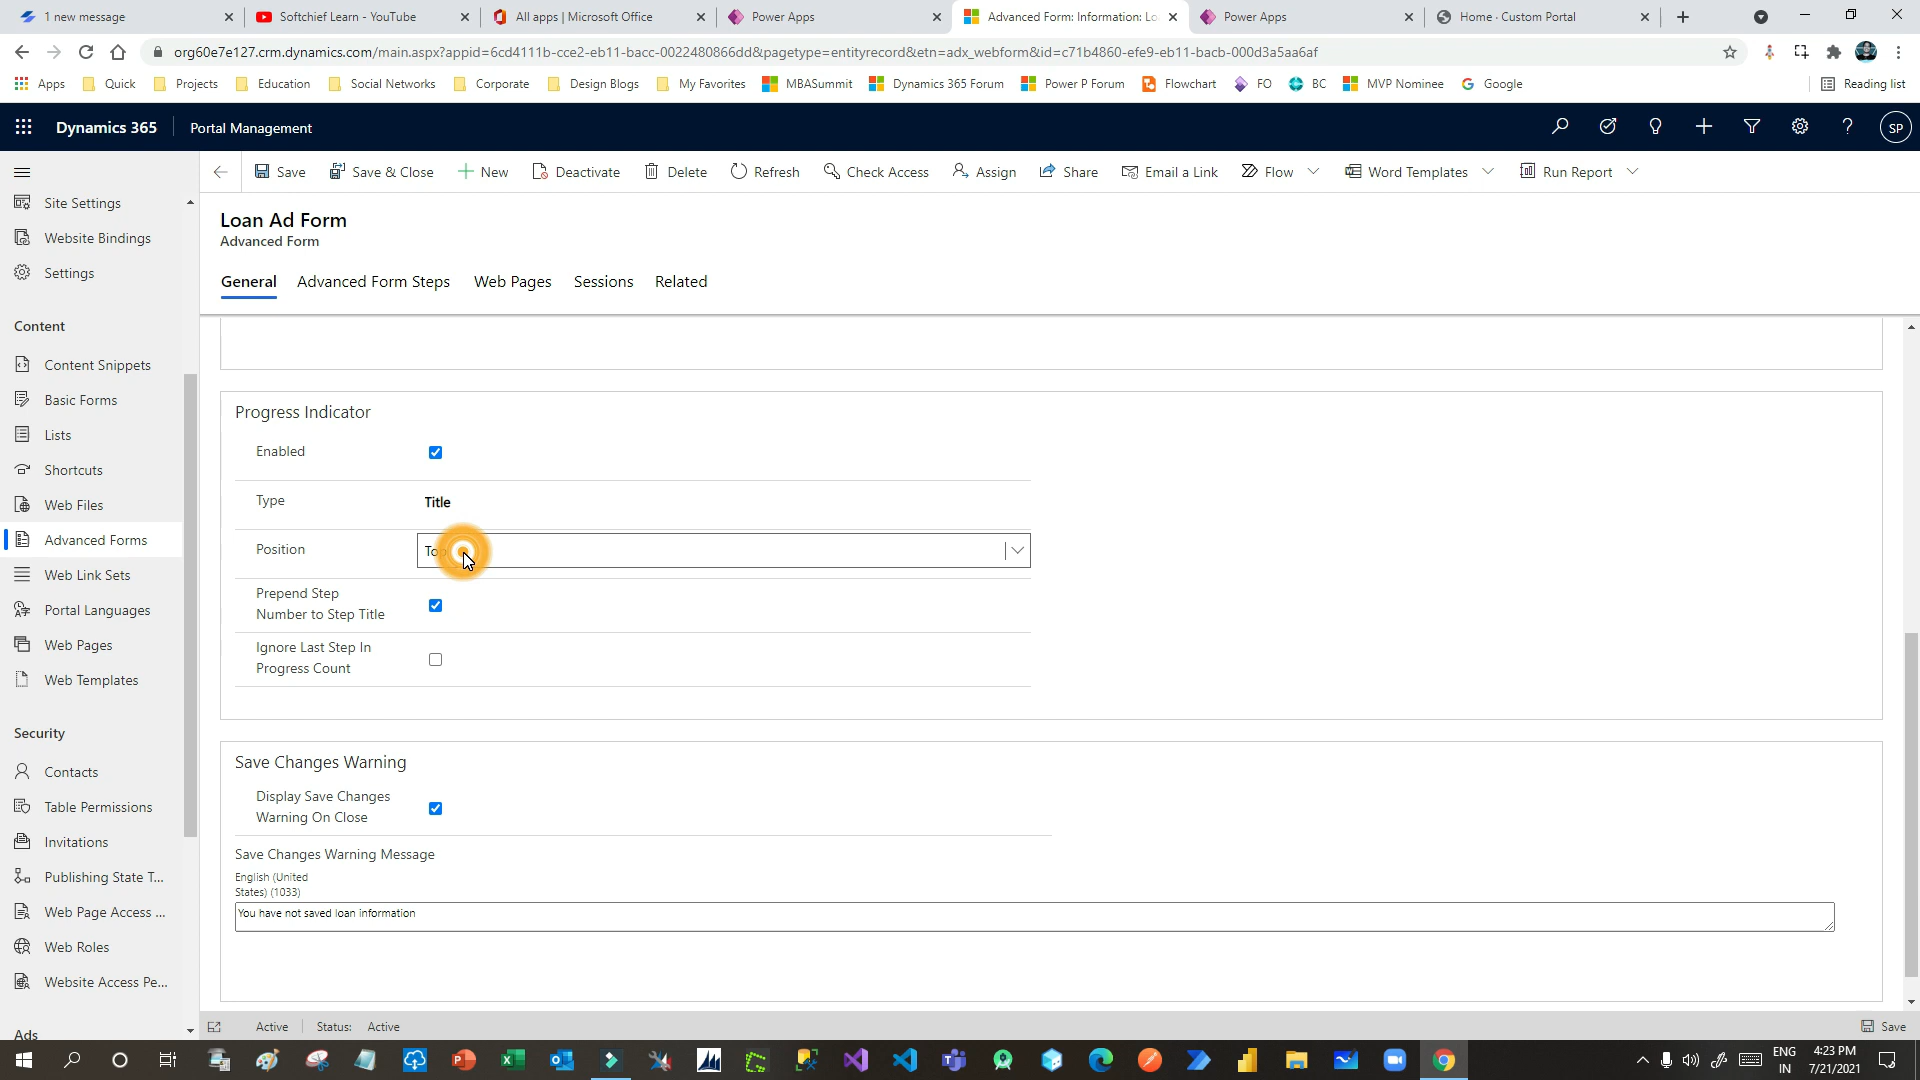 1 new message
Softchief Learn - YouTube
All apps | Microsoft Office
Power Apps
Advanced Form: Information: Lo
Power Apps
Home · Custom Portal
org60e7e127.crm.dynamics.com/main.aspx?appid=6cd4111b-cce2-eb11-bacc-0022480866dd&pagetype=entityrecord&etn=adx_webform&id=c71b4860-efe9-eb11-bacb-000d3a5aa6af
Apps
Quick
Projects
Education
Social Networks
Corporate
Design Blogs
My Favorites
MBASummit
Dynamics 365 Forum
Power P Forum
Flowchart
FO
BC
MVP Nominee
Google
Reading list
Dynamics 365
Portal Management
SP
Save
Save & Close
New
Deactivate
Delete
Refresh
Check Access
Assign
Share
Email a Link
Flow
Word Templates
Run Report
Site Settings
Website Bindings
Settings
Content
Content Snippets
Basic Forms
Lists
Shortcuts
Web Files
Advanced Forms
Web Link Sets
Portal Languages
Web Pages
Web Templates
Security
Contacts
Table Permissions
Invitations
Publishing State T...
Web Page Access ...
Web Roles
Website Access Pe...
Ads
Loan Ad Form
Advanced Form
General
Advanced Form Steps
Web Pages
Sessions
Related
Progress Indicator
Enabled
Type
Title
Position
Top
Prepend Step
Number to Step Title
Ignore Last Step In
Progress Count
Save Changes Warning
Display Save Changes
Warning On Close
Save Changes Warning Message
English (United
States) (1033)
You have not saved loan information
Active
Status:
Active
Save
ENG
IN
4:23 PM
7/21/2021